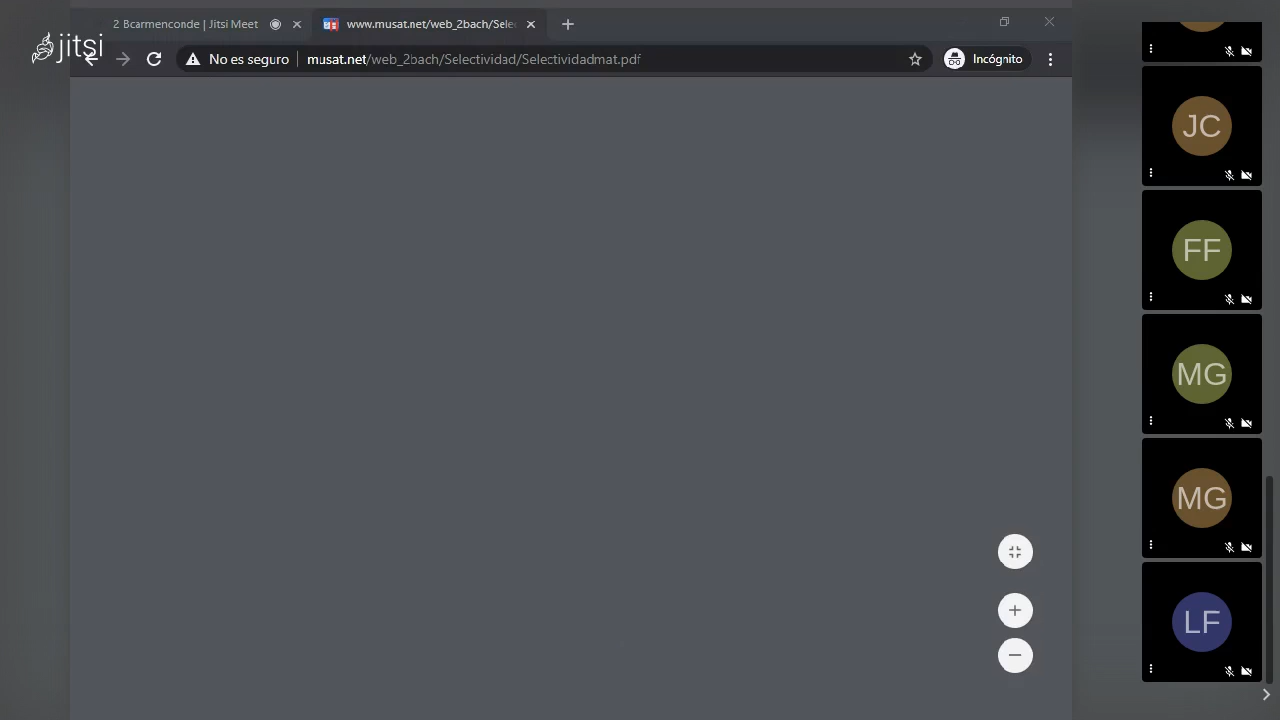 jitsi
2 Bcarmenconde | Jitsi Meet
www.musat.net/web_2bach/Sele
No es seguro
musat.net/web_2bach/Selectividad/Selectividadmat.pdf
Incógnito
JC
FF
MG
MG
LF